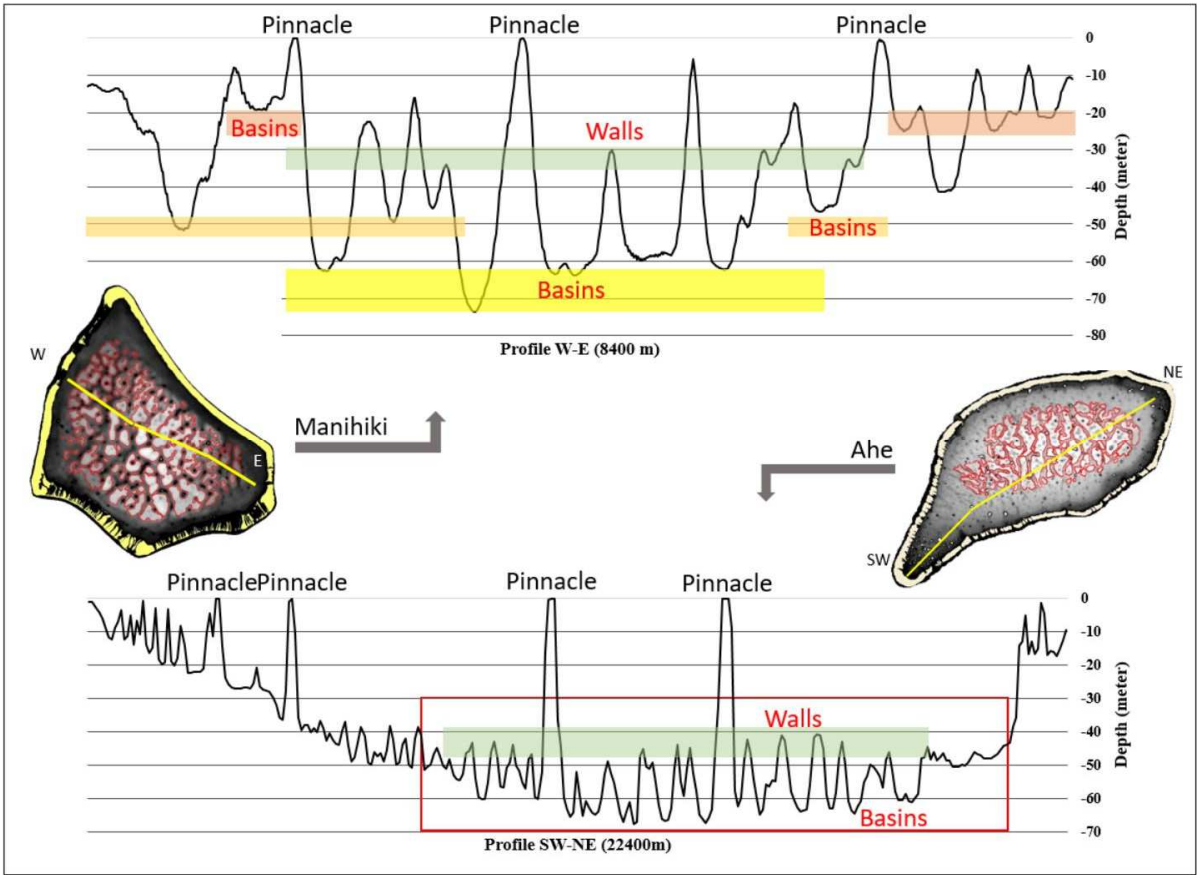 Pinnacle Pinnacle Pinnacle
0
-10
-20
-30
-40
-50
-60
-70
-80
Depth (meter)
Basins
Walls
Basins
Basins
Profile W-E (8400 m)
W
E
Manihiki
NE
SW
Ahe
Pinnacle Pinnacle Pinnacle Pinnacle
0
-10
-20
-30
-40
-50
-60
-70
Depth (meter)
Walls
Basins
Profile SW-NE (22400m)